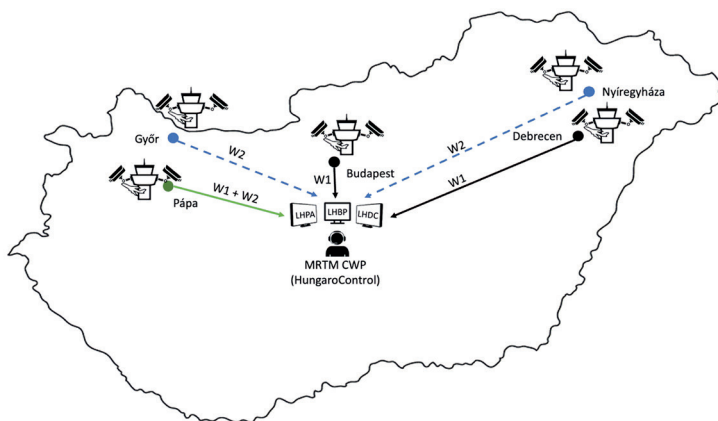 Nyíregyháza
Győr
W2
Debrecen
W2
W1
Budapest
W1
W1 + W2
Pápa
LHPA
LHBP
LHDC
MRTM CWP
(HungaroControl)